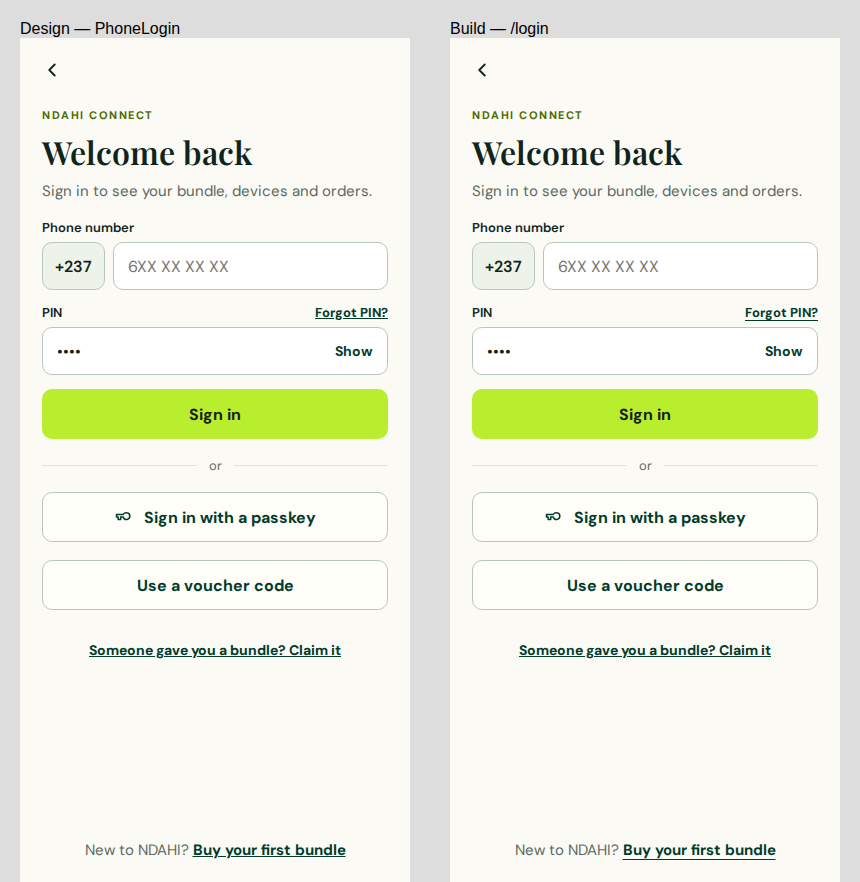 Design — PhoneLogin
NDAHI CONNECT
Welcome back
Sign in to see your bundle, devices and orders.
Phone number
+237 6XX XX XX XX
PIN Forgot PIN?
•••• Show
Sign in
or
Sign in with a passkey
Use a voucher code
Someone gave you a bundle? Claim it
New to NDAHI? Buy your first bundle
Build — /login
NDAHI CONNECT
Welcome back
Sign in to see your bundle, devices and orders.
Phone number
+237 6XX XX XX XX
PIN Forgot PIN?
•••• Show
Sign in
or
Sign in with a passkey
Use a voucher code
Someone gave you a bundle? Claim it
New to NDAHI? Buy your first bundle